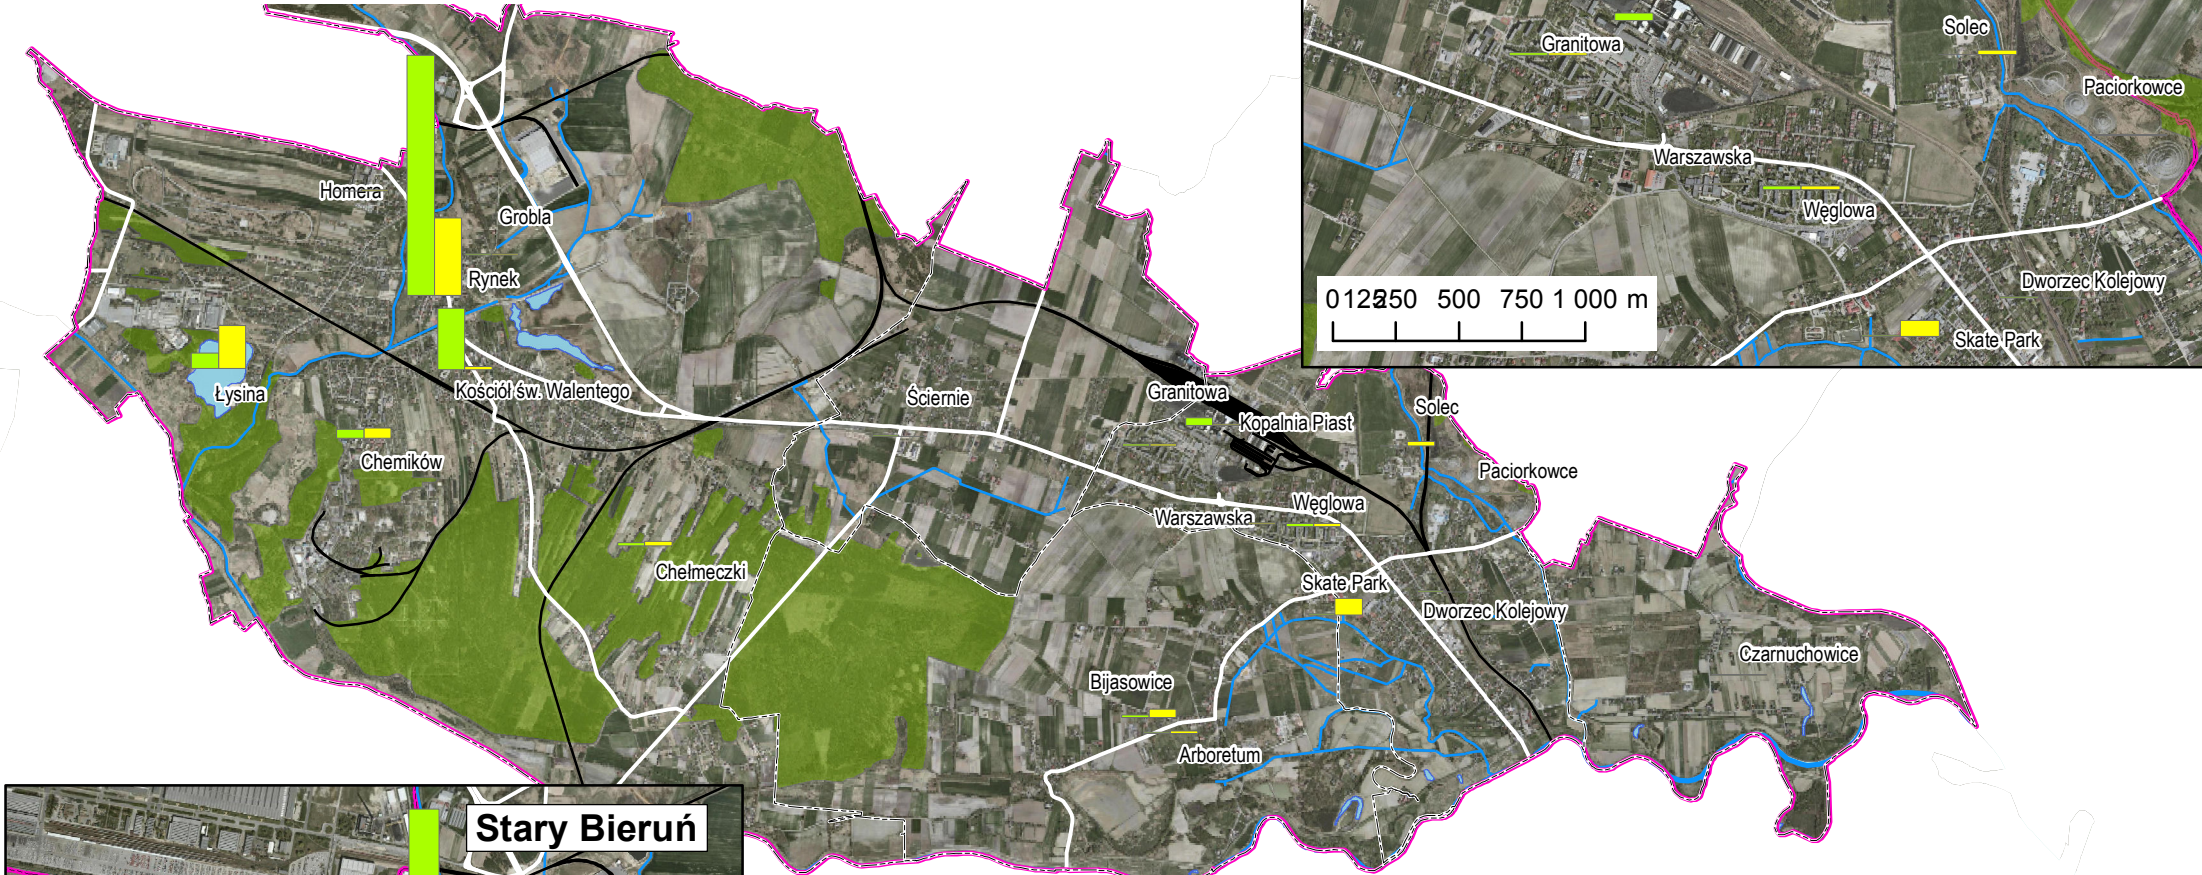 Granitowa
Solec
Paciorkowce
Warszawska
Węglowa
Dworzec Kolejowy
Skate Park
0 125 250 500 750 1 000 m
Homera
Grobla
Rynek
Łysina
Kościół św. Walentego
Chemików
Chełmeczki
Ściernie
Granitowa
Kopalnia Piast
Solec
Paciorkowce
Węglowa
Warszawska
Skate Park
Dworzec Kolejowy
Czarnuchowice
Bijasowice
Arboretum
Stary Bieruń